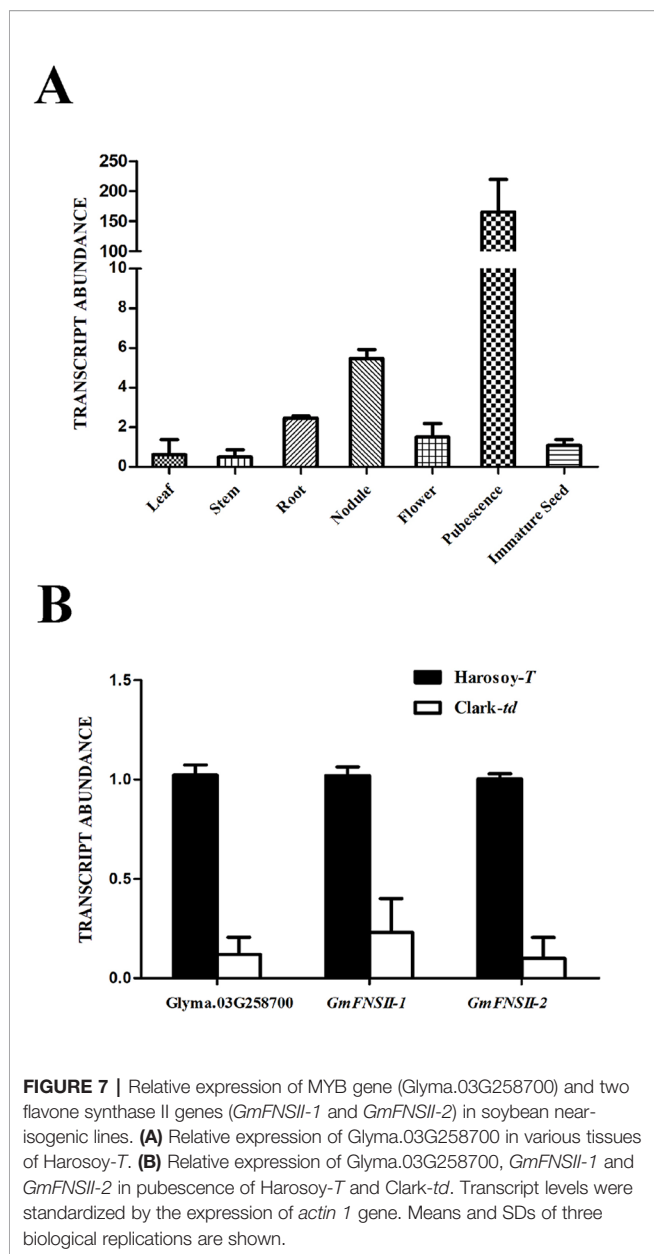 A
TRANSCRIPT ABUNDANCE
250
200
150
100
10
8
6
4
2
0
Leaf
Stem
Root
Nodule
Flower
Pubescence
Immature Seed
B
TRANSCRIPT ABUNDANCE
1.5
1.0
0.5
0.0
Harosoy-T
Clark-td
Glyma.03G258700
GmFNSII-1
GmFNSII-2
FIGURE 7 | Relative expression of MYB gene (Glyma.03G258700) and two
flavone synthase II genes (GmFNSII-1 and GmFNSII-2) in soybean near-
isogenic lines. (A) Relative expression of Glyma.03G258700 in various tissues
of Harosoy-T. (B) Relative expression of Glyma.03G258700, GmFNSII-1 and
GmFNSII-2 in pubescence of Harosoy-T and Clark-td. Transcript levels were
standardized by the expression of actin 1 gene. Means and SDs of three
biological replications are shown.